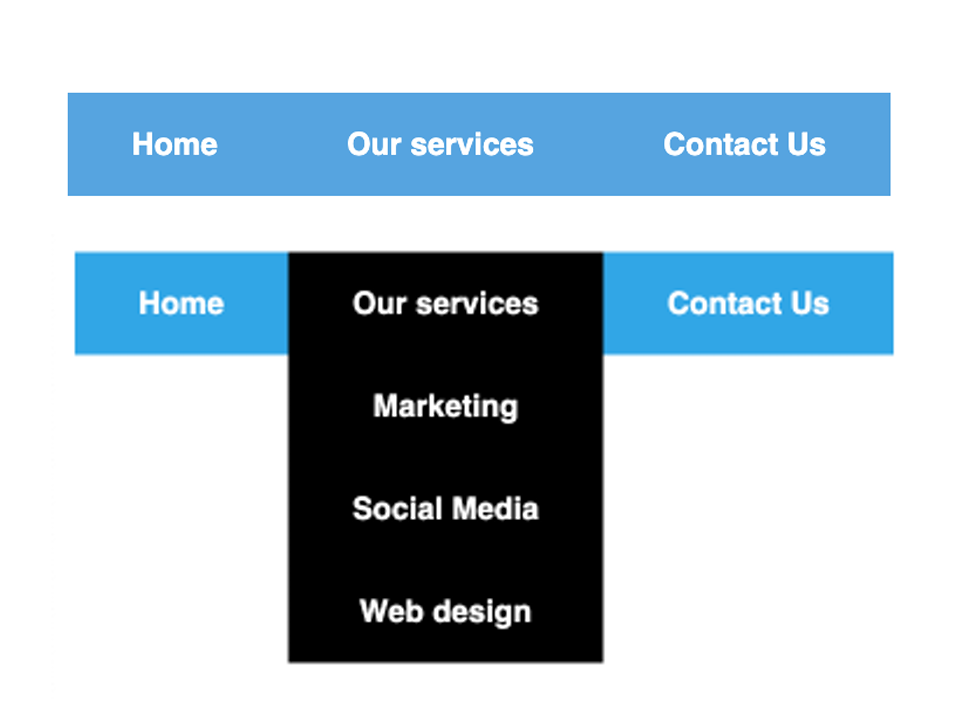 Home Our services Contact Us
Home Our services Contact Us
Marketing
Social Media
Web design